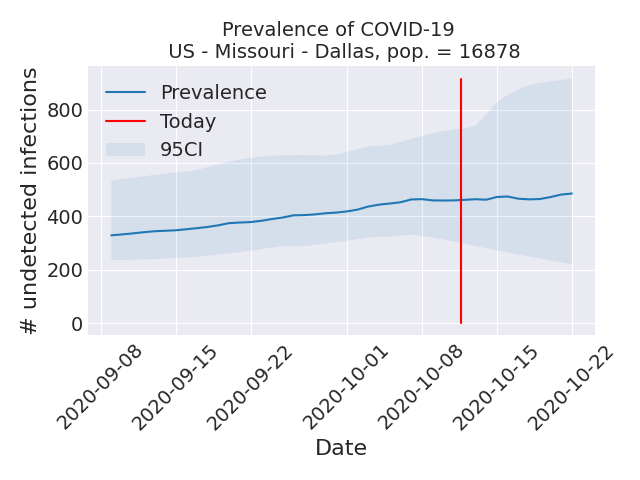 Prevalence of COVID-19
US - Missouri - Dallas, pop. = 16878
# undetected infections
800
600
400
200
0
Prevalence
Today
95CI
2020-09-08
2020-09-15
2020-09-22
2020-10-01
2020-10-08
2020-10-15
2020-10-22
Date